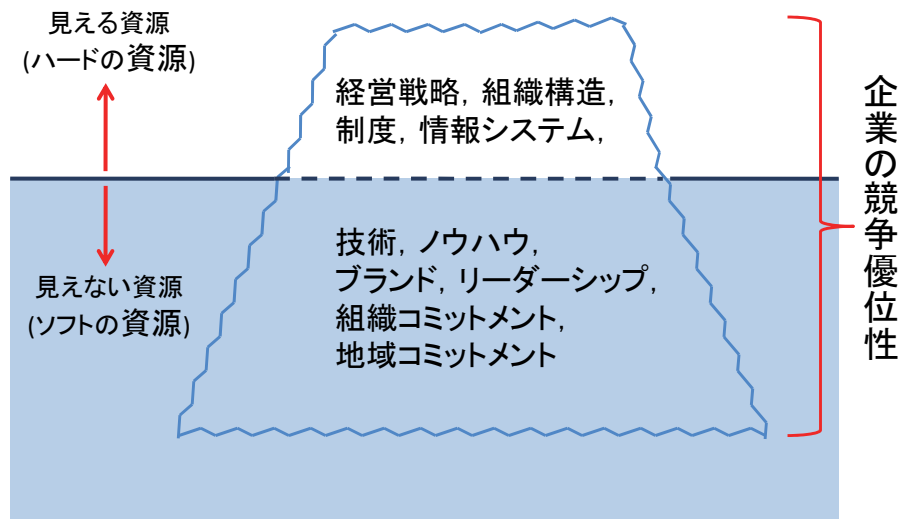 見える資源
(ハードの資源)
経営戦略, 組織構造,
制度, 情報システム,
技術, ノウハウ,
ブランド, リーダーシップ,
組織コミットメント,
地域コミットメント
見えない資源
(ソフトの資源)
企業の競争優位性